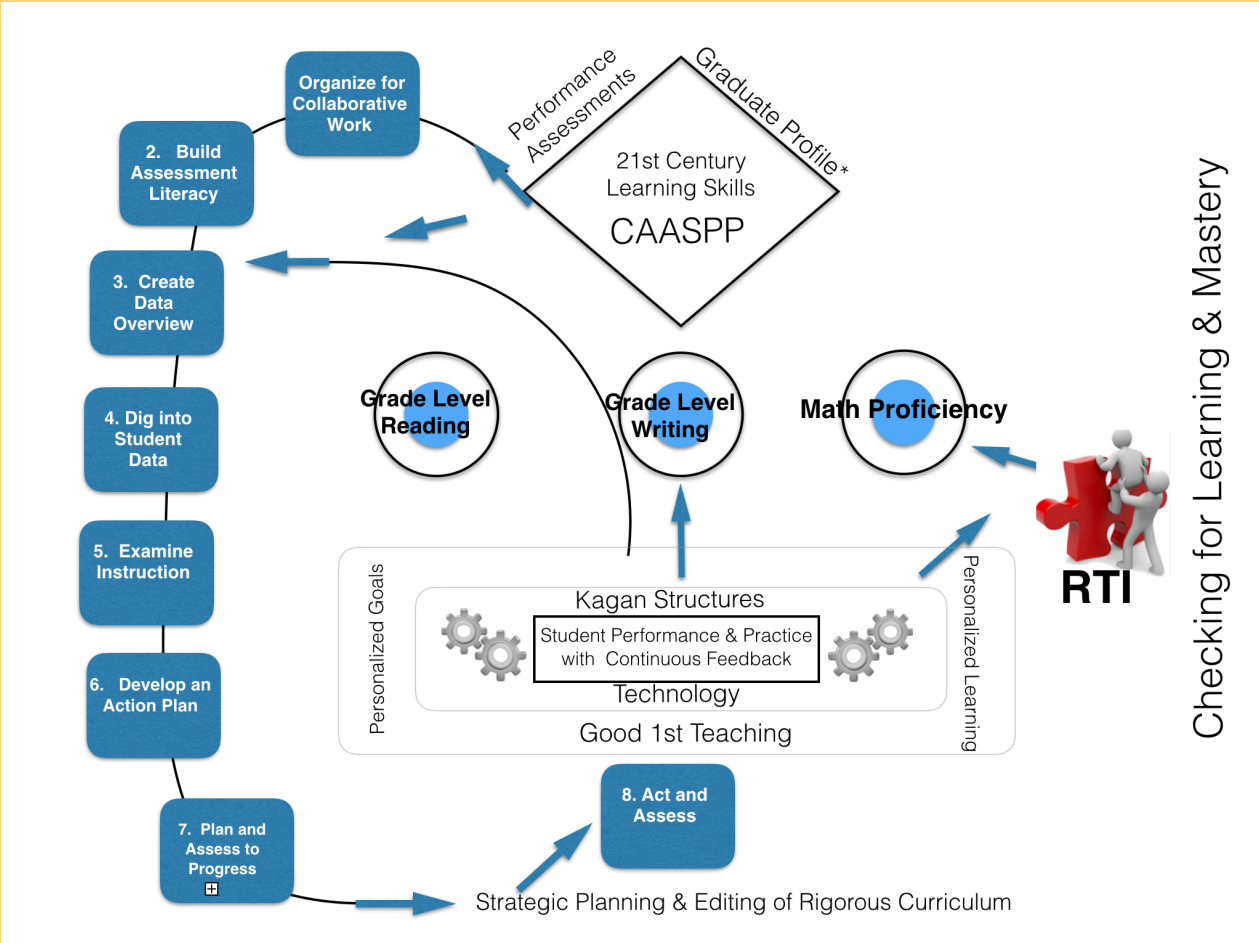 Organize for
Collaborative
Work
2. Build
Assessment
Literacy
3. Create
Data
Overview
4. Dig into
Student
Data
5. Examine
Instruction
6. Develop an
Action Plan
7. Plan and
Assess to
Progress
8. Act and
Assess
Strategic Planning & Editing of Rigorous Curriculum
Performance
Assessments
Graduate Profile*
21st Century
Learning Skills
CAASPP
Grade Level
Reading
Grade Level
Writing
Math Proficiency
RTI
Personalized Goals
Kagan Structures
Student Performance & Practice
with Continuous Feedback
Technology
Good 1st Teaching
Personalized Learning
Checking for Learning & Mastery